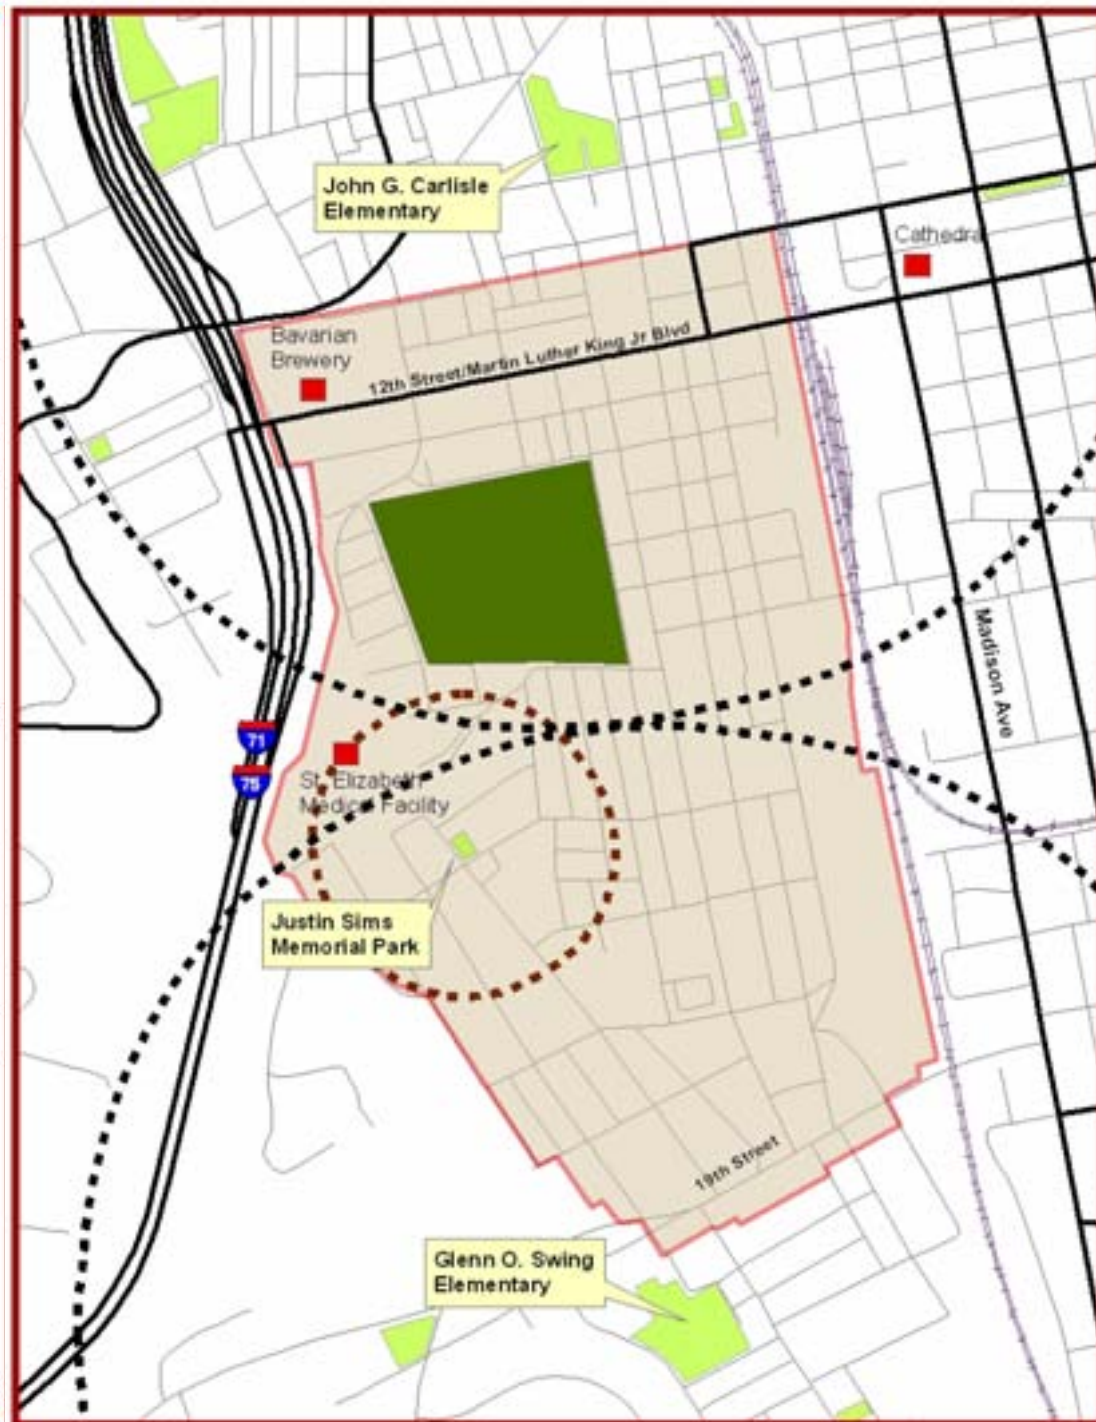 John G. Carlisle
Elementary
Cathedra
Bavarian
Brewery
12th Street/Martin Luther King Jr Blvd
Madison Ave
71
75
St. Elizabeth
Medical Facility
Justin Sims
Memorial Park
19th Street
Glenn O. Swing
Elementary